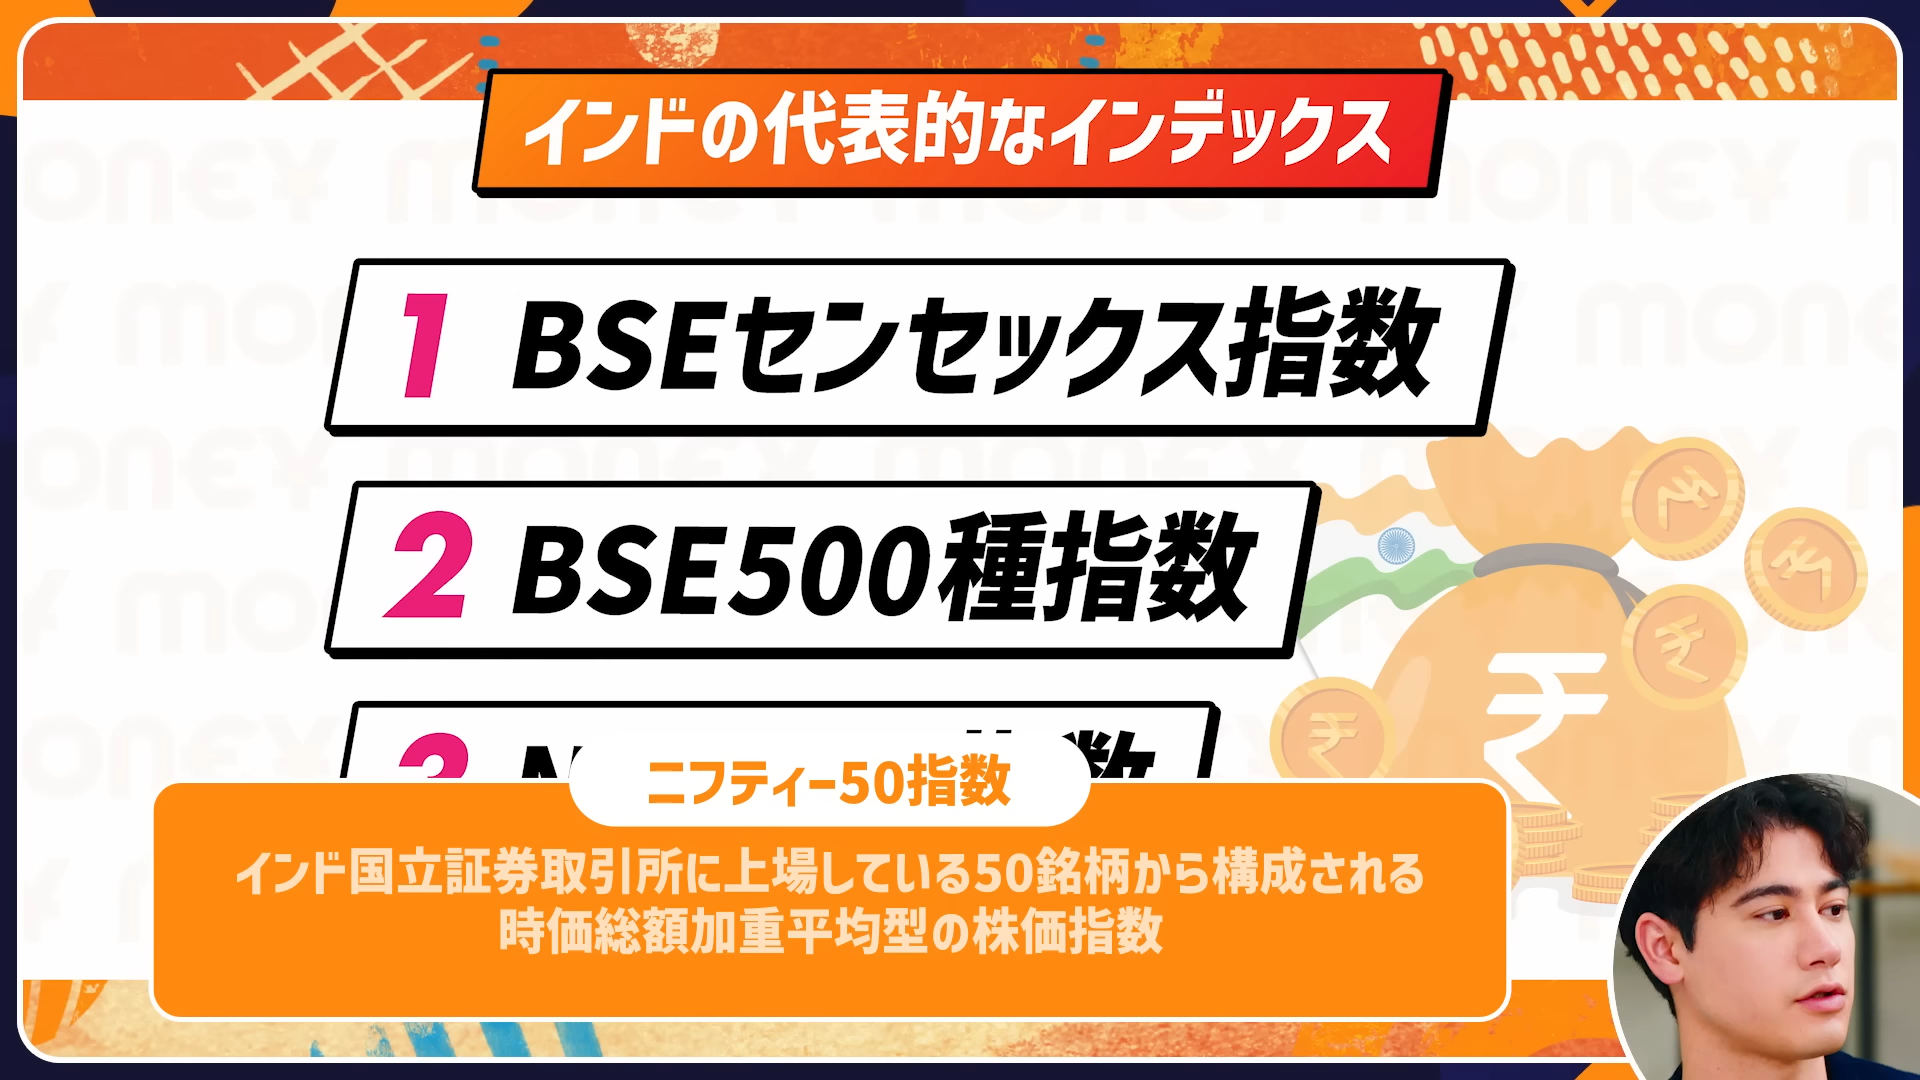 インドの代表的なインデックス
1 BSEセンセックス指数
2 BSE500種指数
3 数
ニフティー50指数
インド国立証券取引所に上場している50銘柄から構成される
時価総額加重平均型の株価指数